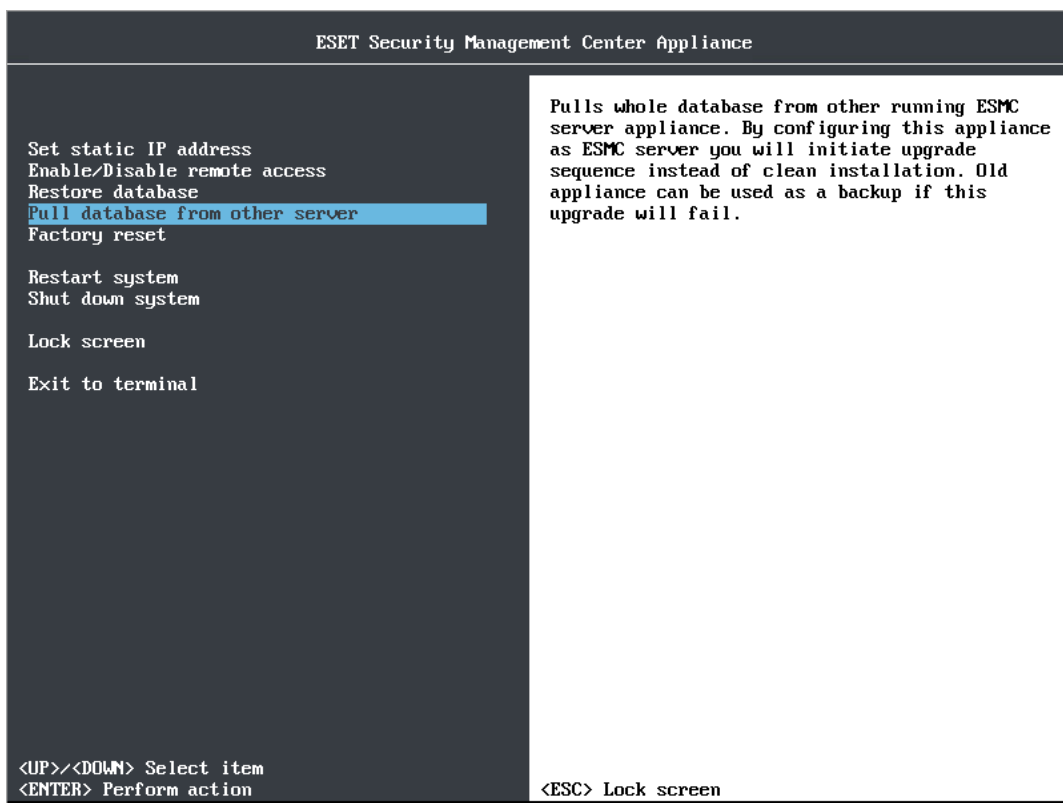 ESET Security Management Center Appliance
Set static IP address
Enable/Disable remote access
Restore database
Pull database from other server
Factory reset
Restart system
Shut down system
Lock screen
Exit to terminal
Pulls whole database from other running ESMC
server appliance. By configuring this appliance
as ESMC server you will initiate upgrade
sequence instead of clean installation. Old
appliance can be used as a backup if this
upgrade will fail.
<UP>/<DOWN> Select item
<ENTER> Perform action
<ESC> Lock screen